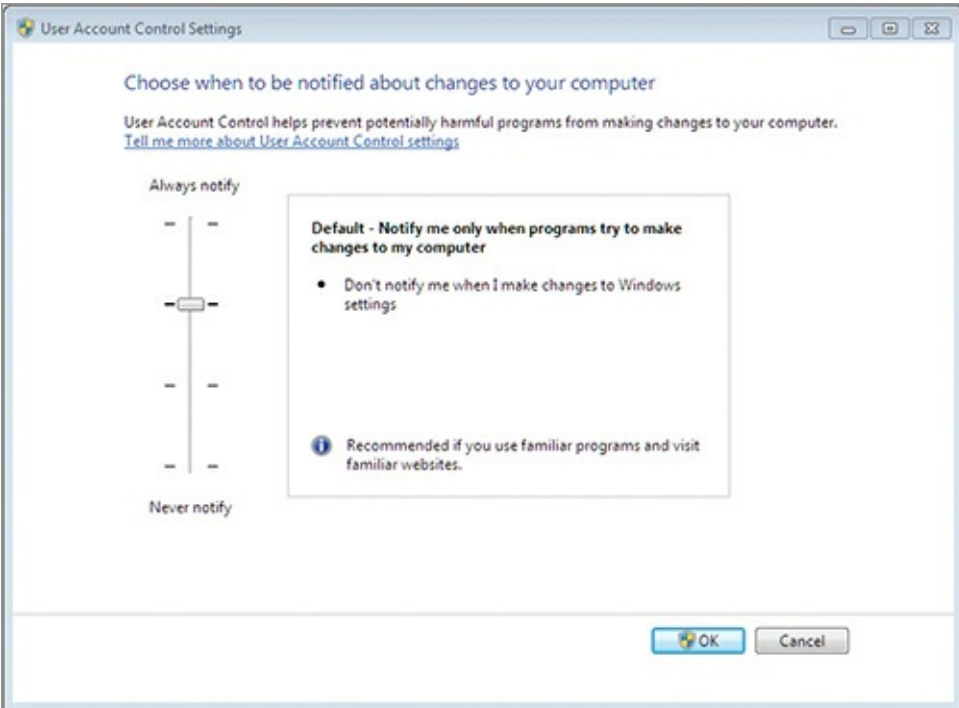 User Account Control Settings
Choose when to be notified about changes to your computer
User Account Control helps prevent potentially harmful programs from making changes to your computer.
Tell me more about User Account Control settings
Always notify
Default - Notify me only when programs try to make
changes to my computer
• Don't notify me when I make changes to Windows
settings
Recommended if you use familiar programs and visit
familiar websites.
Never notify
OK
Cancel